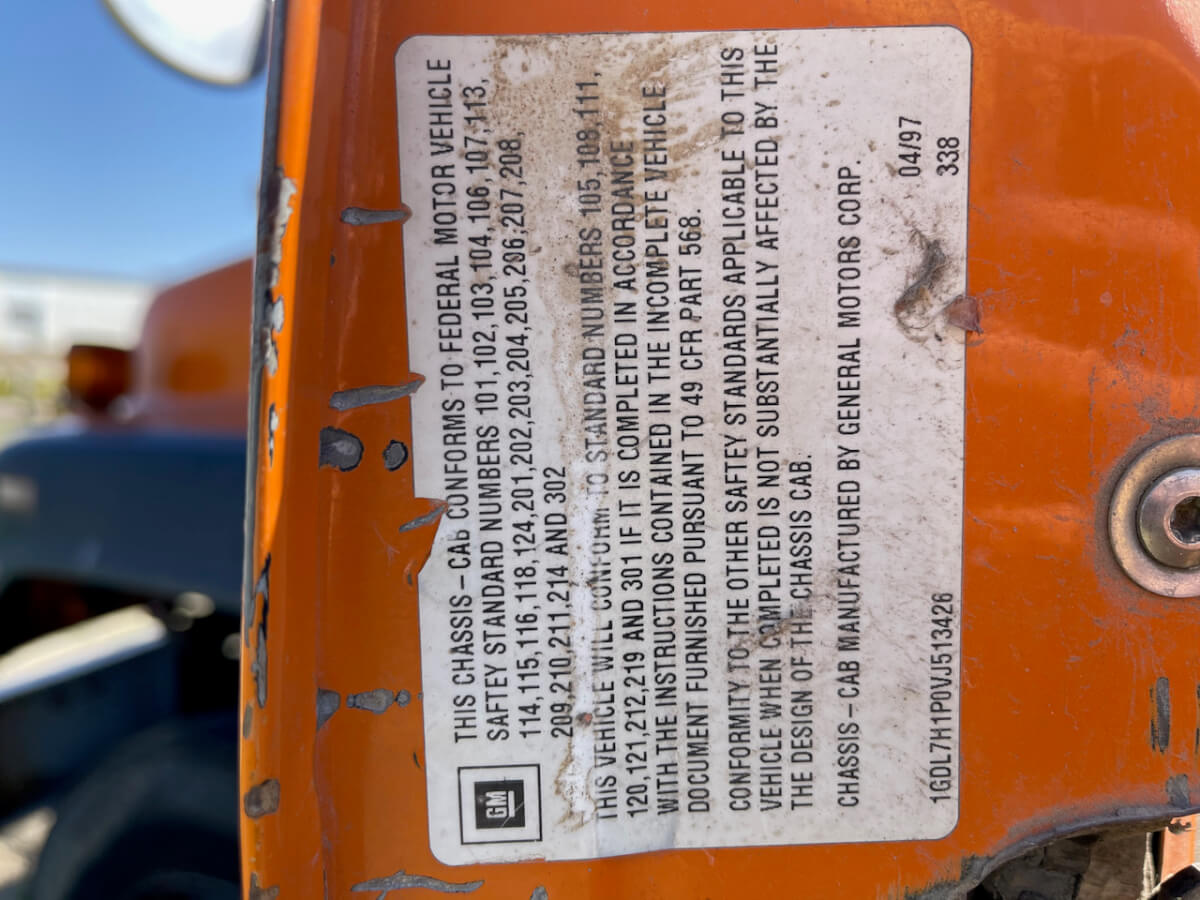 THIS CHASSIS-CAB CONFORMS TO FEDERAL MOTOR VEHICLE
SAFTEY STANDARD NUMBERS 101,102,103,104,106,107,113,
114,115,116,118,124,201,202,203,204,205,206,207,208,
209,210,211,214 AND 302
THIS VEHICLE WILL CONFORM TO STANDARD NUMBERS 105,108,111,
120,121,212,219 AND 301 IF IT IS COMPLETED IN ACCORDANCE
WITH THE INSTRUCTIONS CONTAINED IN THE INCOMPLETE VEHICLE
DOCUMENT FURNISHED PURSUANT TO 49 CFR PART 568.
CONFORMITY TO THE OTHER SAFTEY STANDARDS APPLICABLE TO THIS
VEHICLE WHEN COMPLETED IS NOT SUBSTANTIALLY AFFECTED BY THE
THE DESIGN OF THE CHASSIS CAB.
CHASSIS-CAB MANUFACTURED BY GENERAL MOTORS CORP.
04/97
1GDL7H1P0VJ513426 338
GM